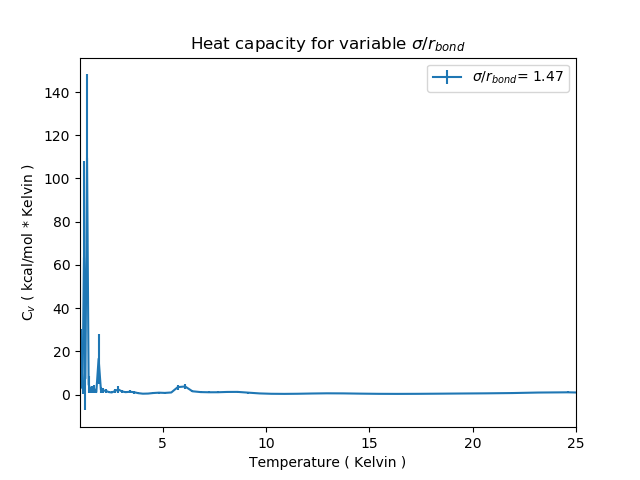 Heat capacity for variable σ/r_bond
σ/r_bond= 1.47
140
120
100
80
60
40
20
0
C_v ( kcal/mol * Kelvin )
5 10 15 20 25
Temperature ( Kelvin )